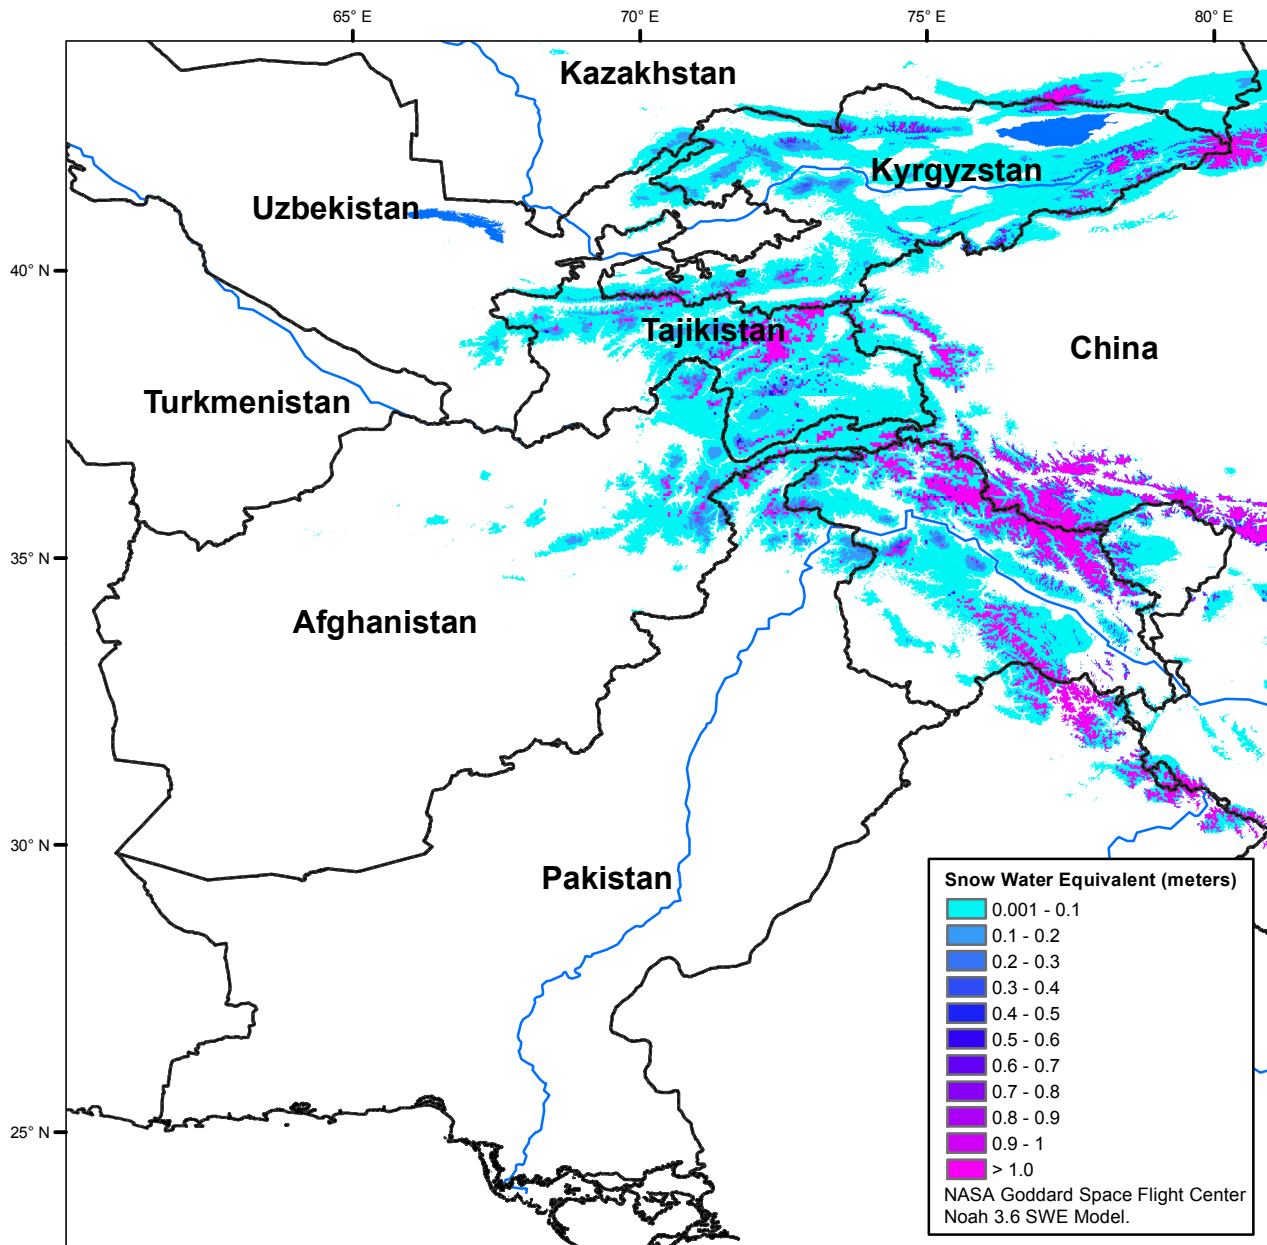 65° E
70° E
75° E
80° E
Kazakhstan
Kyrgyzstan
Uzbekistan
40° N
Tajikistan
China
Turkmenistan
35° N
Afghanistan
30° N
Pakistan
25° N
Snow Water Equivalent (meters)
0.001 - 0.1
0.1 - 0.2
0.2 - 0.3
0.3 - 0.4
0.4 - 0.5
0.5 - 0.6
0.6 - 0.7
0.7 - 0.8
0.8 - 0.9
0.9 - 1
> 1.0
NASA Goddard Space Flight Center
Noah 3.6 SWE Model.